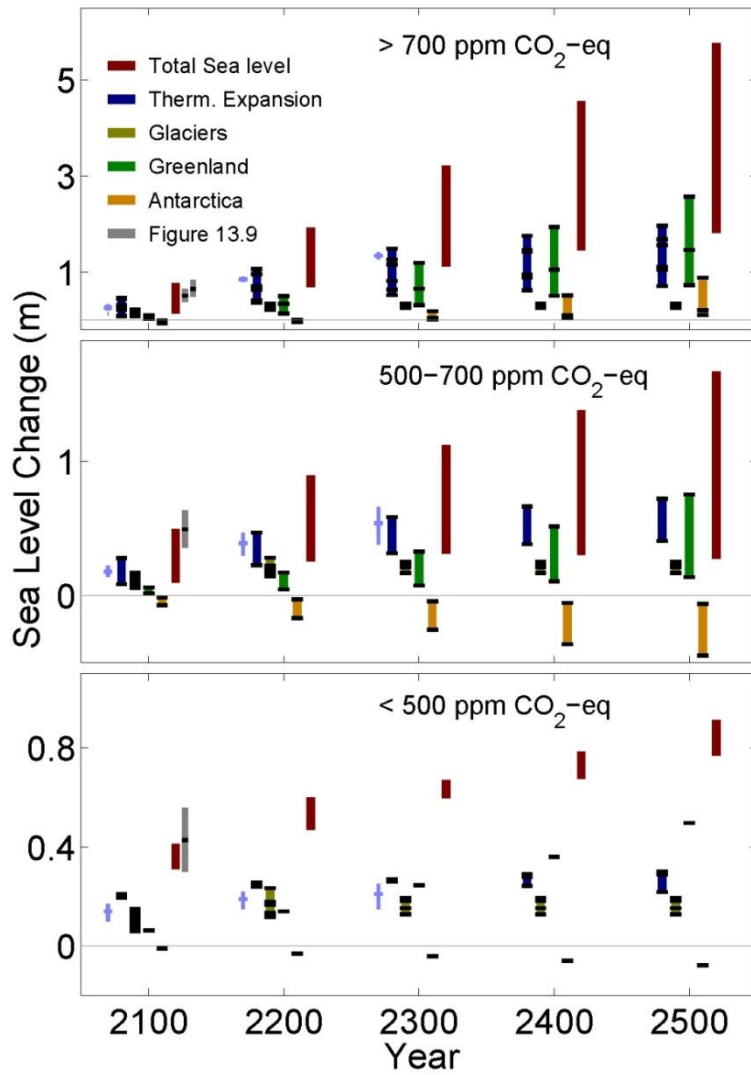 > 700 ppm CO₂-eq
5
3
1
Total Sea level
Therm. Expansion
Glaciers
Greenland
Antarctica
Figure 13.9
Sea Level Change (m)
500-700 ppm CO₂-eq
1
0
< 500 ppm CO₂-eq
0.8
0.4
0
2100 2200 2300 2400 2500
Year